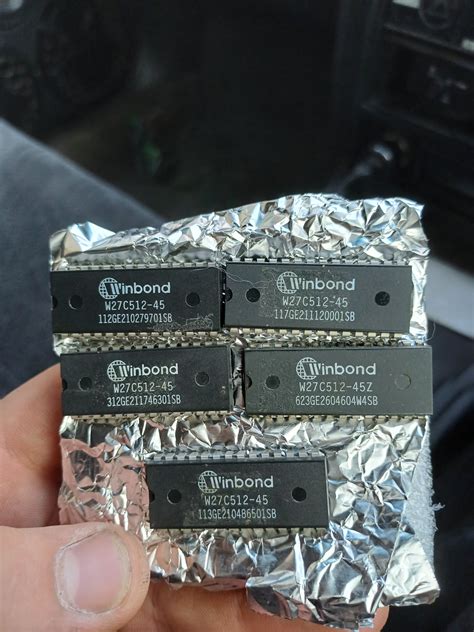 Winbond
W27C512-45
112GE210279701SB
Winbond
W27C512-45
117GE211120001SB
Winbond
W27C512-45
312GE211746301SB
Winbond
W27C512-45Z
623GE2604604W4SB
Winbond
W27C512-45
113GE210486501SB